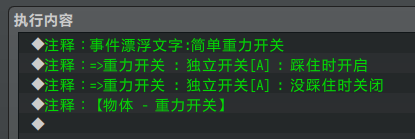 执行内容
◆注释：事件漂浮文字:简单重力开关
◆注释：=>重力开关 : 独立开关[A] : 踩住时开启
◆注释：=>重力开关 : 独立开关[A] : 没踩住时关闭
◆注释：【物体 - 重力开关】
◆